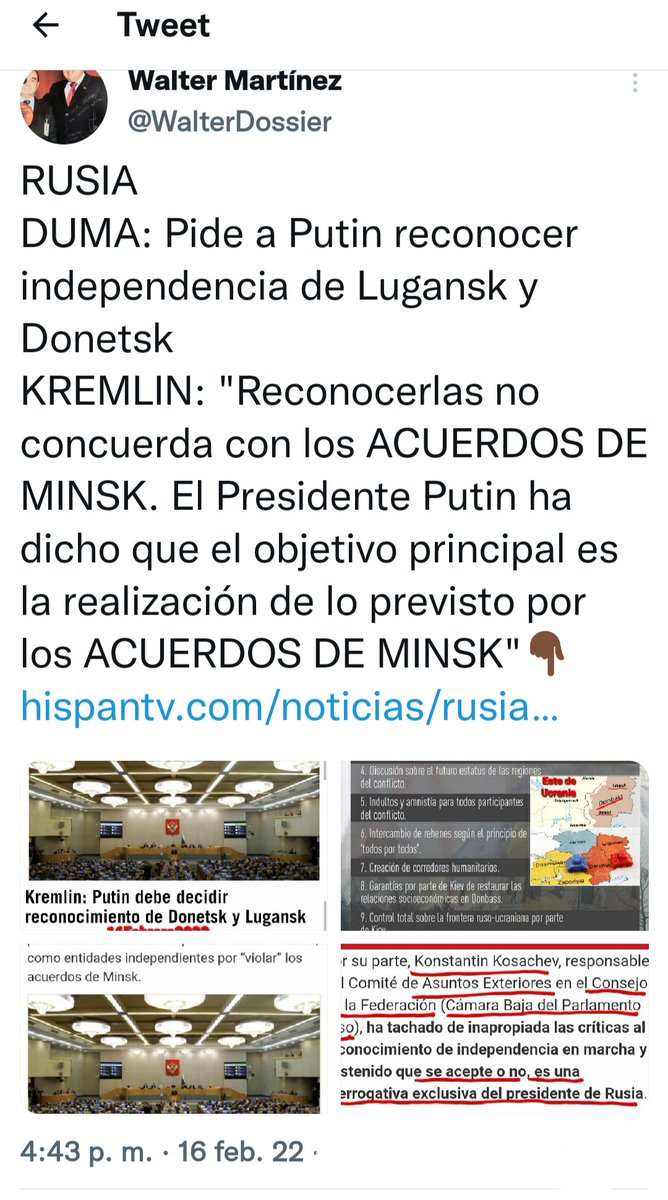 Tweet
Walter Martínez
@WalterDossier
RUSIA
DUMA: Pide a Putin reconocer
independencia de Lugansk y
Donetsk
KREMLIN: "Reconocerlas no
concuerda con los ACUERDOS DE
MINSK. El Presidente Putin ha
dicho que el objetivo principal es
la realización de lo previsto por
los ACUERDOS DE MINSK"
hispantv.com/noticias/rusia...
Kremlin: Putin debe decidir
reconocimiento de Donetsk y Lugansk
4. Discusión sobre el futuro estatus de las regiones
del conflicto.
5. Indultos y amnistía para todos participantes
del conflicto.
6. Intercambio de rehenes según el principio de
"todos por todos".
7. Creación de corredores humanitarios.
8. Garantías por parte de Kiev de restaurar las
relaciones socioeconómicas en Donbass.
9. Control total sobre la frontera ruso-ucraniana por parte
de Kiev
Este de
Ucrania
como entidades independientes por "violar" los
acuerdos de Minsk.
r su parte, Konstantin Kosachev, responsable
l Comité de Asuntos Exteriores en el Consejo
la Federación (Cámara Baja del Parlamento
so), ha tachado de inapropiada las críticas al
conocimiento de independencia en marcha y
stenido que se acepte o no, es una
errogativa exclusiva del presidente de Rusia.
4:43 p. m. · 16 feb. 22 ·